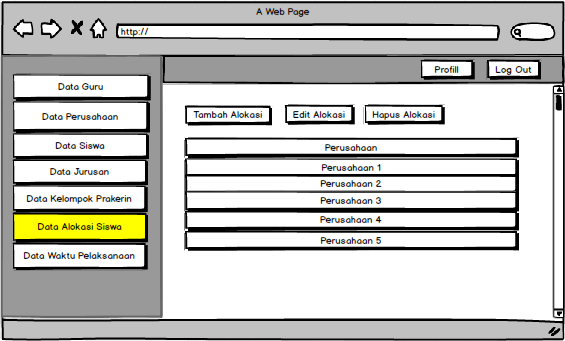 A Web Page
http://
Profill
Log Out
Data Guru
Data Perusahaan
Data Siswa
Data Jurusan
Data Kelompok Prakerin
Data Alokasi Siswa
Data Waktu Pelaksanaan
Tambah Alokasi
Edit Alokasi
Hapus Alokasi
Perusahaan
Perusahaan 1
Perusahaan 2
Perusahaan 3
Perusahaan 4
Perusahaan 5